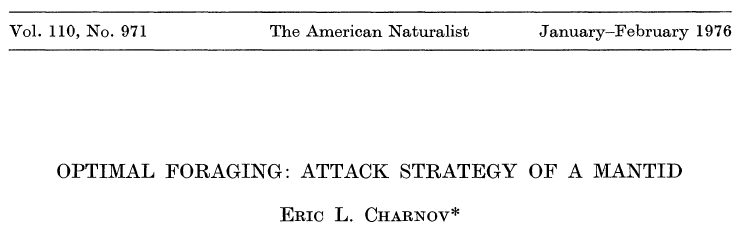 Vol. 110, No. 971 The American Naturalist January–February 1976
OPTIMAL FORAGING: ATTACK STRATEGY OF A MANTID
ERIC L. CHARNOV*